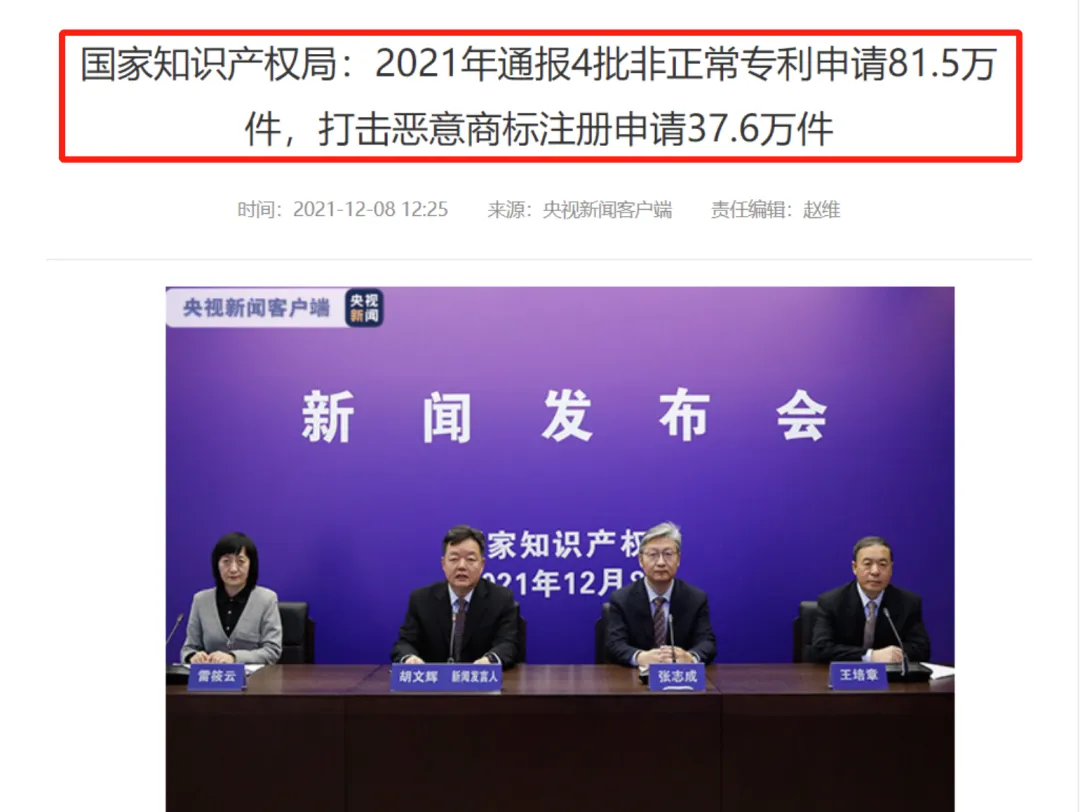 国家知识产权局：2021年通报4批非正常专利申请81.5万
件，打击恶意商标注册申请37.6万件
时间：2021-12-08 12:25 来源：央视新闻客户端 责任编辑：赵维
央视新闻客户端 央视
新闻
新闻发布会
家知识产权
021年12月8
雷筱云 胡文辉 新闻发言人 张志成 王培章